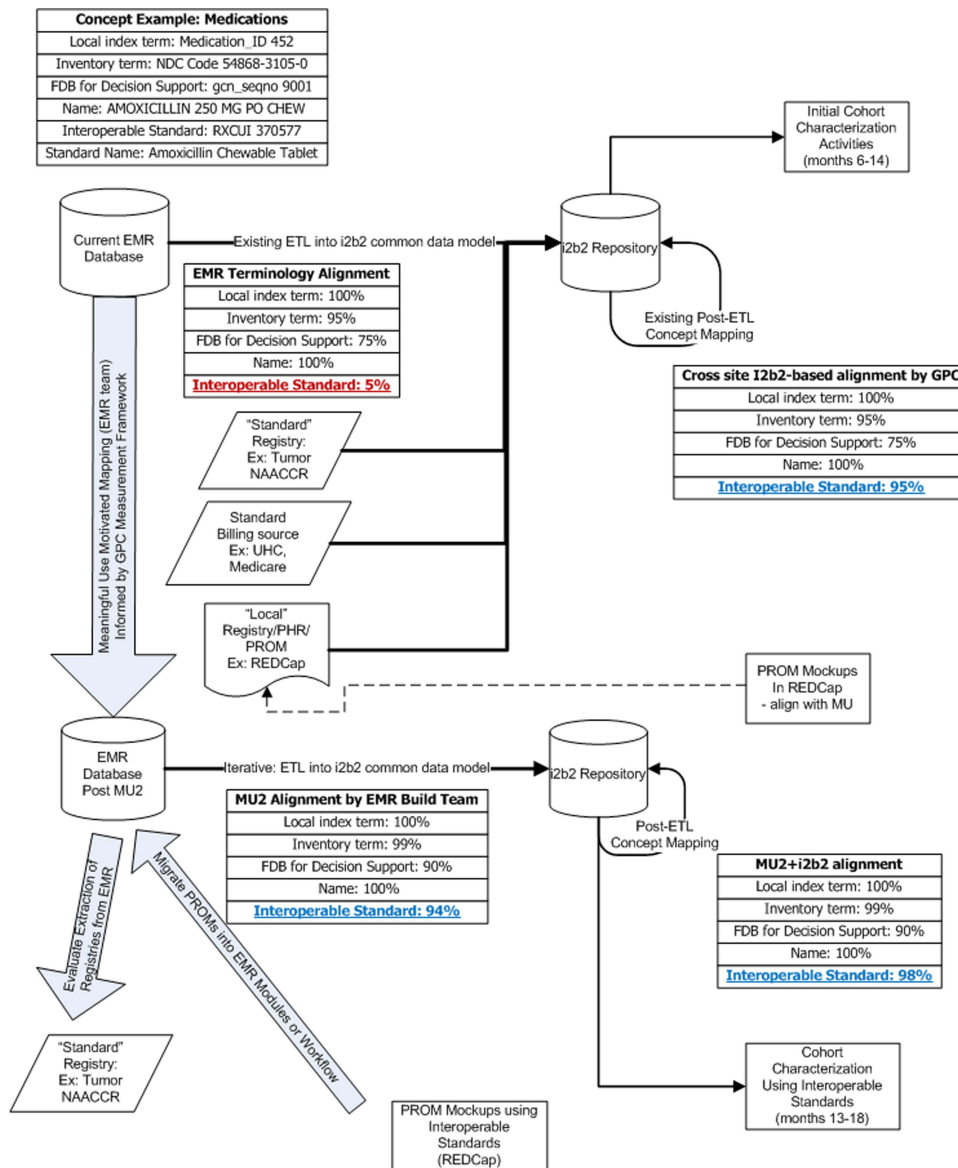 Concept Example: Medications
Local index term: Medication_ID 452
Inventory term: NDC Code 54868-3105-0
FDB for Decision Support: gcn_seqno 9001
Name: AMOXICILLIN 250 MG PO CHEW
Interoperable Standard: RXCUI 370577
Standard Name: Amoxicillin Chewable Tablet
Initial Cohort
Characterization
Activities
(months 6-14)
Current EMR
Database
Existing ETL into i2b2 common data model
i2b2 Repository
Existing Post-ETL
Concept Mapping
EMR Terminology Alignment
Local index term: 100%
Inventory term: 95%
FDB for Decision Support: 75%
Name: 100%
Interoperable Standard: 5%
Cross site I2b2-based alignment by GPC
Local index term: 100%
Inventory term: 95%
FDB for Decision Support: 75%
Name: 100%
Interoperable Standard: 95%
Meaningful Use Motivated Mapping (EMR team)
Informed by GPC Measurement Framework
"Standard"
Registry:
Ex: Tumor
NAACCR
Standard
Billing source
Ex: UHC,
Medicare
"Local"
Registry/PHR/
PROM
Ex: REDCap
PROM Mockups
In REDCap
- align with MU
EMR
Database
Post MU2
Iterative: ETL into i2b2 common data model
i2b2 Repository
Post-ETL
Concept Mapping
MU2 Alignment by EMR Build Team
Local index term: 100%
Inventory term: 99%
FDB for Decision Support: 90%
Name: 100%
Interoperable Standard: 94%
MU2+i2b2 alignment
Local index term: 100%
Inventory term: 99%
FDB for Decision Support: 90%
Name: 100%
Interoperable Standard: 98%
Evaluate Extraction of
Registries from EMR
Migrate PROMs into EMR Modules or Workflow
"Standard"
Registry:
Ex: Tumor
NAACCR
PROM Mockups using
Interoperable
Standards
(REDCap)
Cohort
Characterization
Using Interoperable
Standards
(months 13-18)